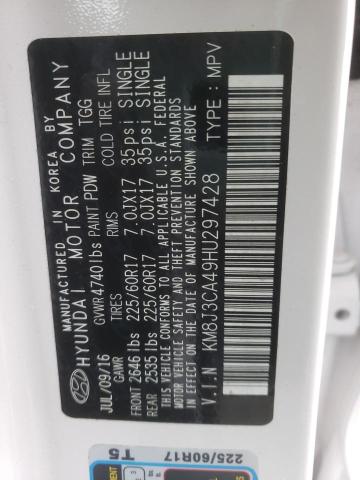 MANUFACTURED IN KOREA BY
HYUNDAI MOTOR COMPANY
JUL/09/16 GVWR 4740 lbs PAINT PDW TRIM TGG
GAWR TIRES RIMS COLD TIRE INFL
FRONT 2646 lbs 225/60R17 7.0JX17 35psi SINGLE
REAR 2535 lbs 225/60R17 7.0JX17 35psi SINGLE
THIS VEHICLE CONFORMS TO ALL APPLICABLE U.S.A. FEDERAL
MOTOR VEHICLE SAFETY AND THEFT PREVENTION STANDARDS
IN EFFECT ON THE DATE OF MANUFACTURE SHOWN ABOVE
V.I.N KM8J3CA49HU297428 TYPE : MPV
T5
225/60R17